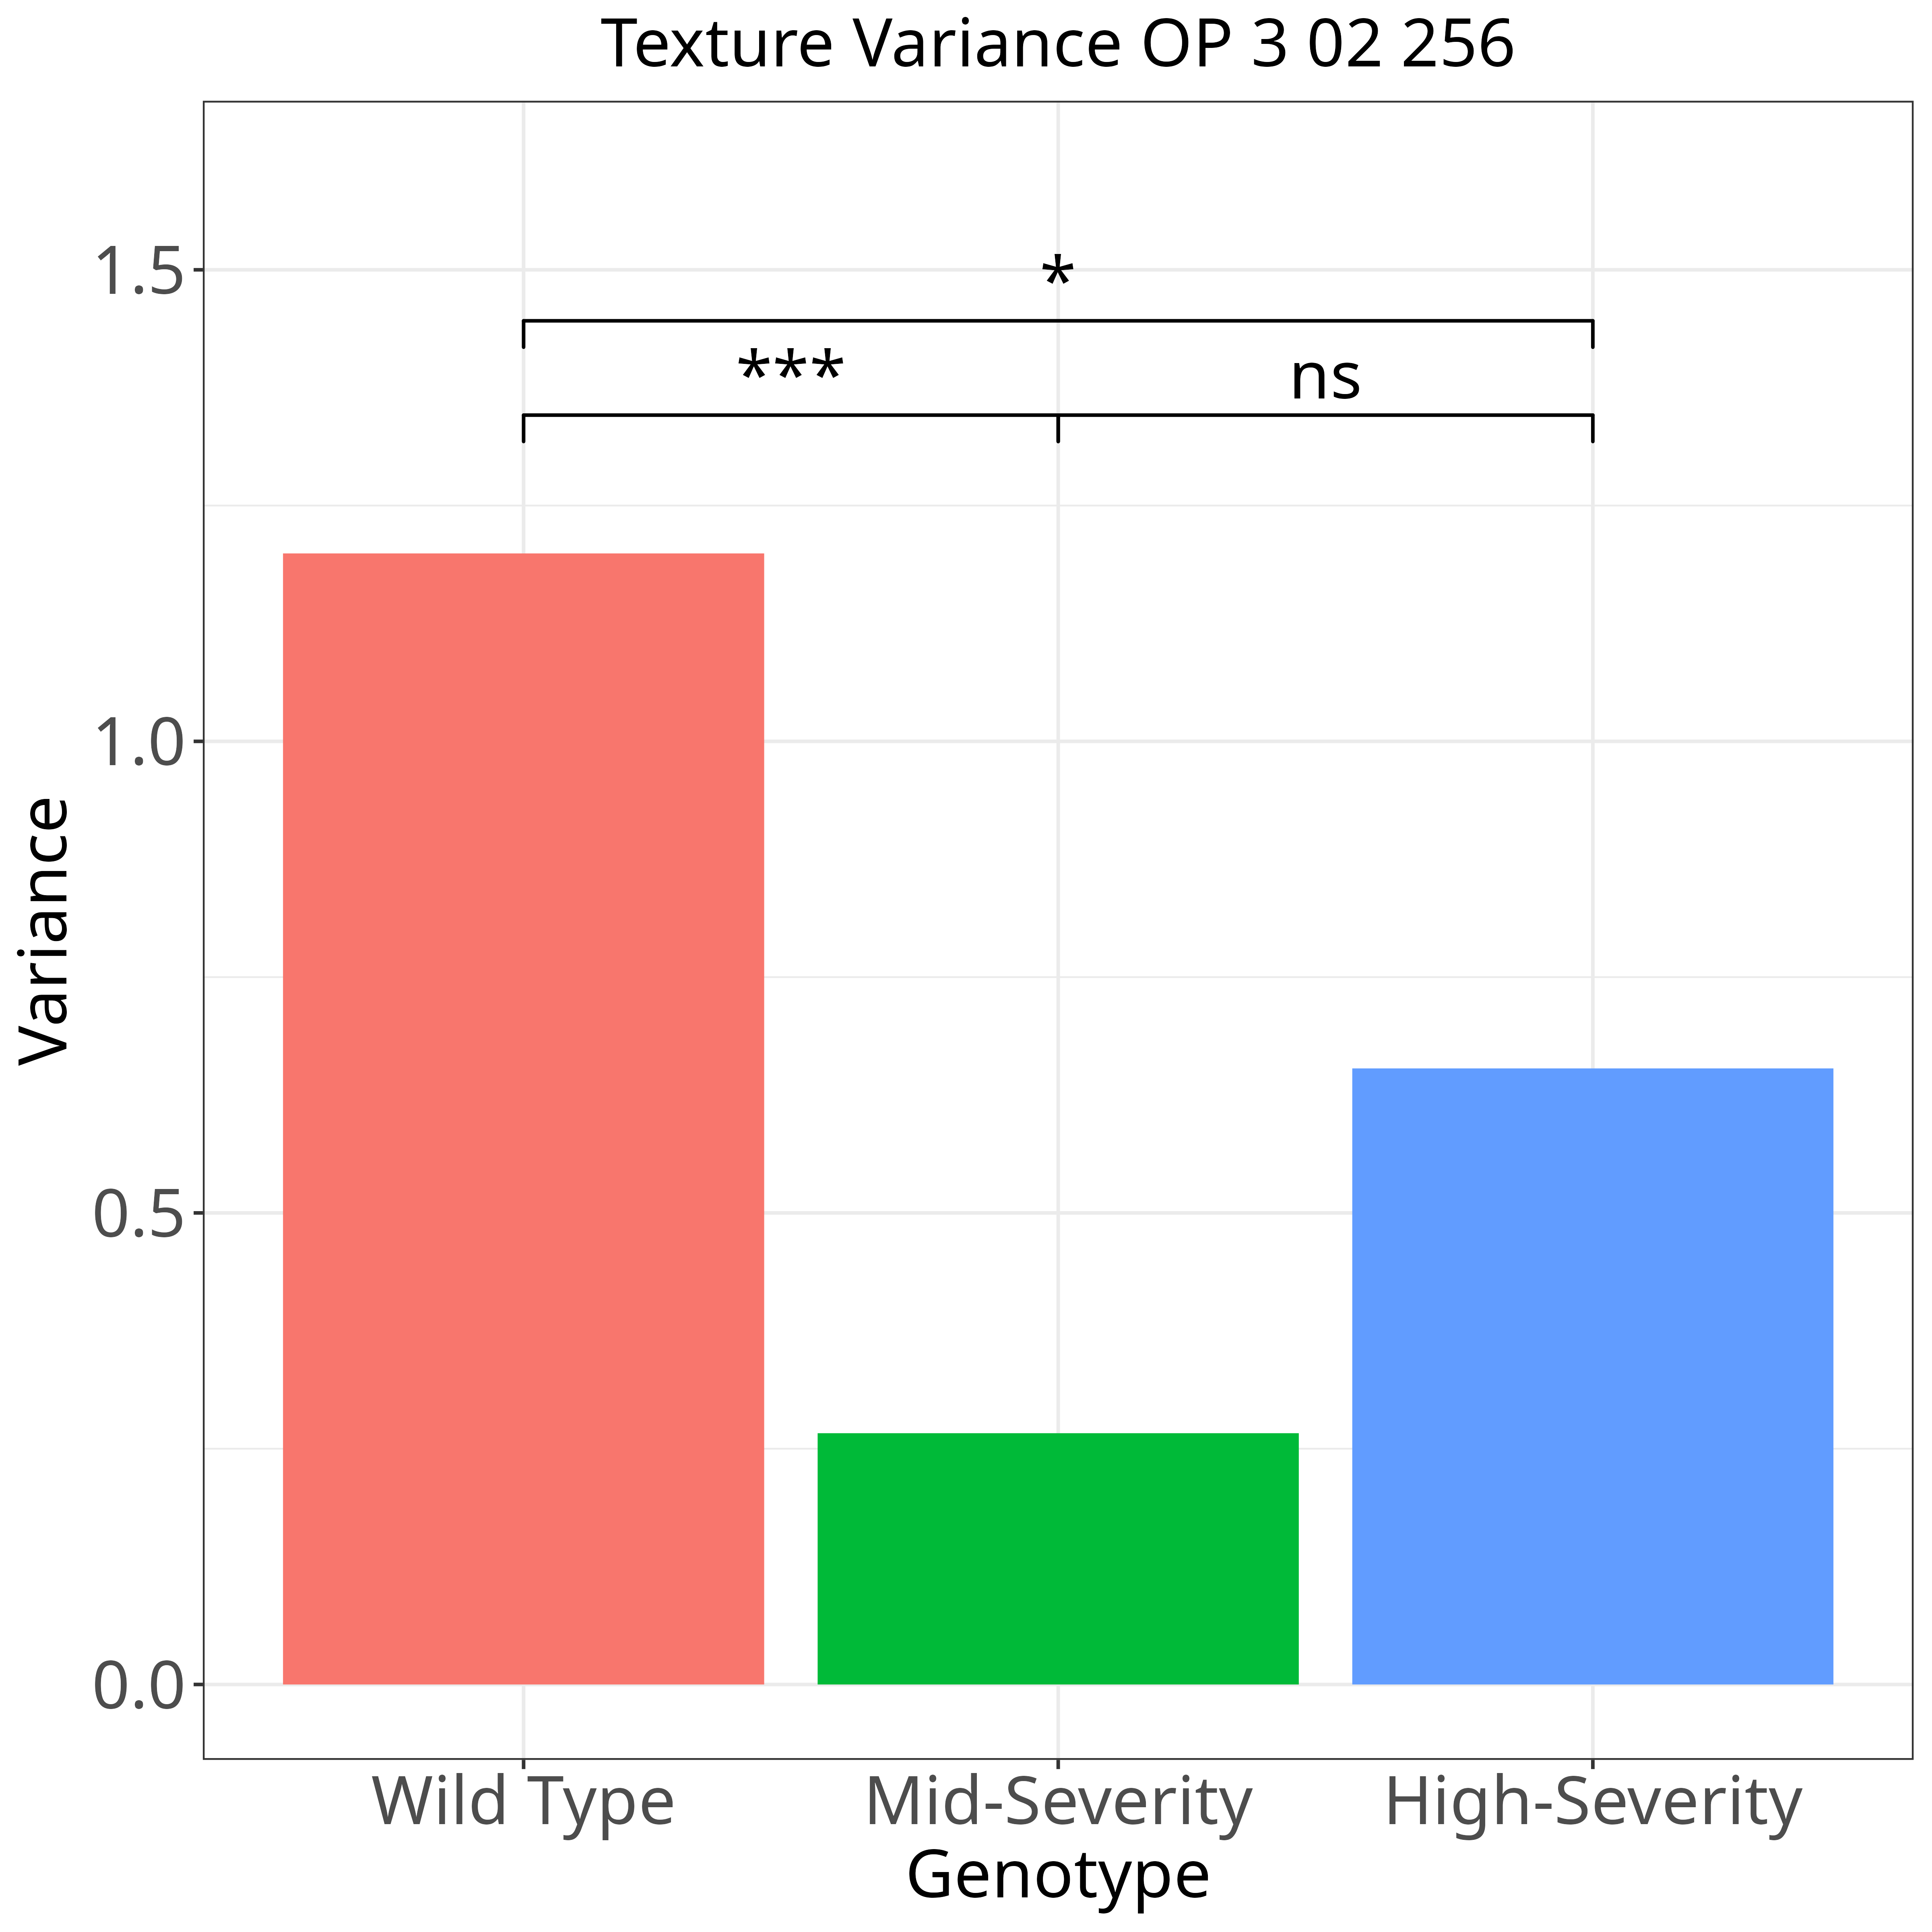 Texture Variance OP 3 02 256
1.5
*
***
ns
1.0
Variance
0.5
0.0
Wild Type
Mid-Severity
High-Severity
Genotype